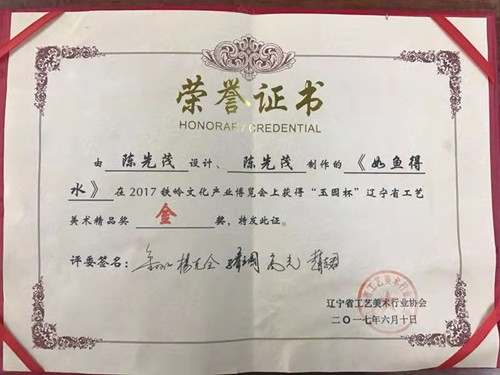 荣誉证书
HONORARY CREDENTIAL
由 陈先茂 设计、 陈先茂 制作的 《如鱼得
水》 在2017铁岭文化产业博览会上获得“玉圆杯”辽宁省工艺
美术精品奖 金 奖，特发此证。
评委签名：
辽宁省工艺美术行业协会
二〇一七年六月十日